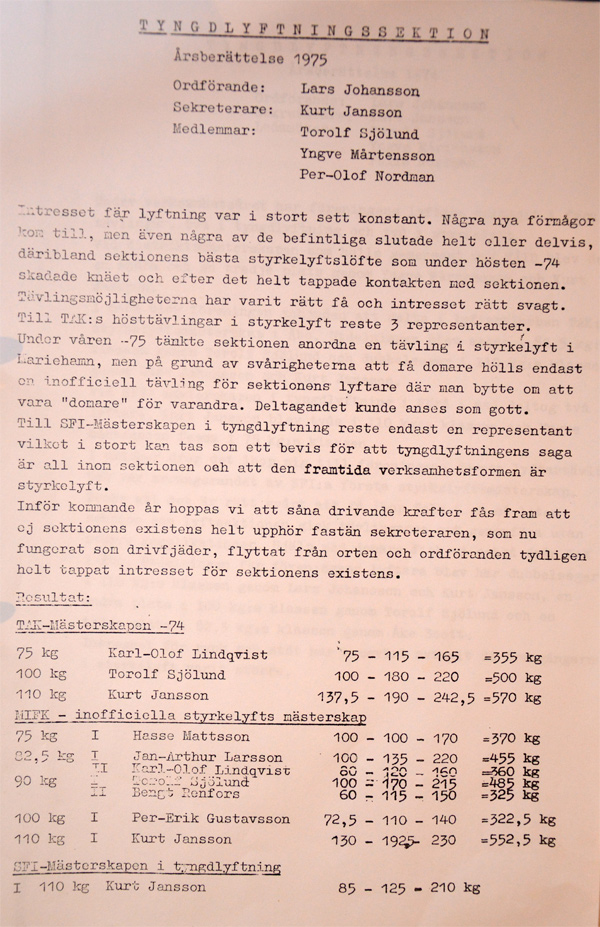 TYNGDLYFTNINGSSEKTION
Årsberättelse 1975
Ordförande: Lars Johansson
Sekreterare: Kurt Jansson
Medlemmar: Torolf Sjölund
Yngve Mårtensson
Per-Olof Nordman
Intresset fär lyftning var i stort sett konstant. Några nya förmågor
kom till, men även några av de befintliga slutade helt eller delvis,
däribland sektionens bästa styrkelyftslöfte som under hösten -74
skadade knäet och efter det helt tappade kontakten med sektionen.
Tävlingsmöjligheterna har varit rätt få och intresset rätt svagt.
Till TAK:s hösttävlingar i styrkelyft reste 3 representanter.
Under våren -75 tänkte sektionen anordna en tävling i styrkelyft i
Mariehamn, men på grund av svårigheterna att få domare hölls endast
en inofficiell tävling för sektionens lyftare där man bytte om att
vara "domare" för varandra. Deltagandet kunde anses som gott.
Till SFI-Mästerskapen i tyngdlyftning reste endast en representant
vilket i stort kan tas som ett bevis för att tyngdlyftningens saga
är all inom sektionen och att den framtida verksamhetsformen är
styrkelyft.
Inför kommande år hoppas vi att såna drivande krafter fås fram att
ej sektionens existens helt upphör fastän sekreteraren, som nu
fungerat som drivfjäder, flyttat från orten och ordföranden tydligen
helt tappat intresset för sektionens existens.
Resultat:
TAK-Mästerskapen -74
75 kg Karl-Olof Lindqvist 75 - 115 - 165 =355 kg
100 kg Torolf Sjölund 100 - 180 - 220 =500 kg
110 kg Kurt Jansson 137,5 - 190 - 242,5 =570 kg
MIFK - inofficiella styrkelyfts mästerskap
75 kg I Hasse Mattsson 100 - 100 - 170 =370 kg
82,5 kg I Jan-Arthur Larsson 100 - 135 - 220 =455 kg
II Karl-Olof Lindqvist 80 - 120 - 160 =360 kg
90 kg I Torolf Sjölund 100 - 170 - 215 =485 kg
II Bengt Renfors 60 - 115 - 150 =325 kg
100 kg I Per-Erik Gustavsson 72,5 - 110 - 140 =322,5 kg
110 kg I Kurt Jansson 130 - 192,5 - 230 =552,5 kg
SFI-Mästerskapen i tyngdlyftning
I 110 kg Kurt Jansson 85 - 125 - 210 kg